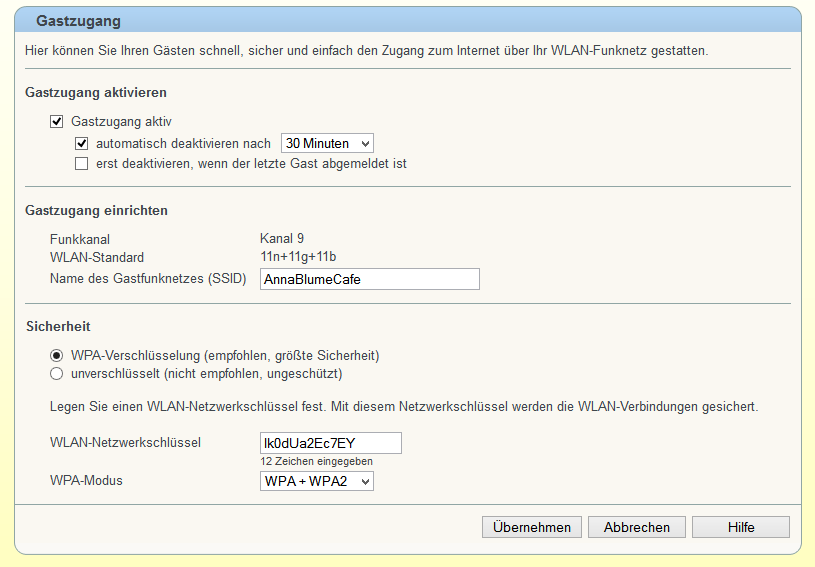 Gastzugang
Hier können Sie Ihren Gästen schnell, sicher und einfach den Zugang zum Internet über Ihr WLAN-Funknetz gestatten.
Gastzugang aktivieren
Gastzugang aktiv
automatisch deaktivieren nach 30 Minuten
erst deaktivieren, wenn der letzte Gast abgemeldet ist
Gastzugang einrichten
Funkkanal Kanal 9
WLAN-Standard 11n+11g+11b
Name des Gastfunknetzes (SSID) AnnaBlumeCafe
Sicherheit
WPA-Verschlüsselung (empfohlen, größte Sicherheit)
unverschlüsselt (nicht empfohlen, ungeschützt)
Legen Sie einen WLAN-Netzwerkschlüssel fest. Mit diesem Netzwerkschlüssel werden die WLAN-Verbindungen gesichert.
WLAN-Netzwerkschlüssel lk0dUa2Ec7EY
12 Zeichen eingegeben
WPA-Modus WPA + WPA2
Übernehmen Abbrechen Hilfe